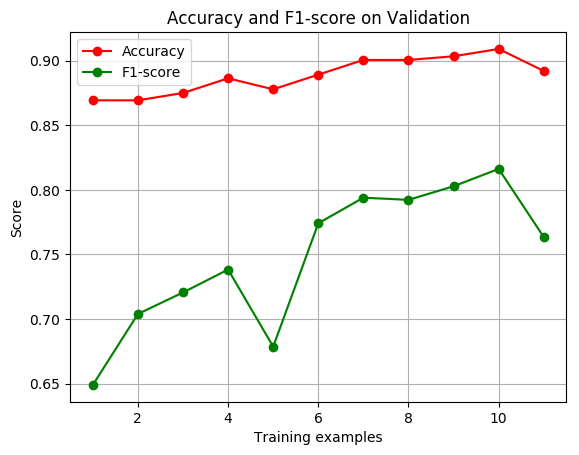 Accuracy and F1-score on Validation
Accuracy
F1-score
0.90
0.85
0.80
0.75
0.70
0.65
Score
2 4 6 8 10
Training examples